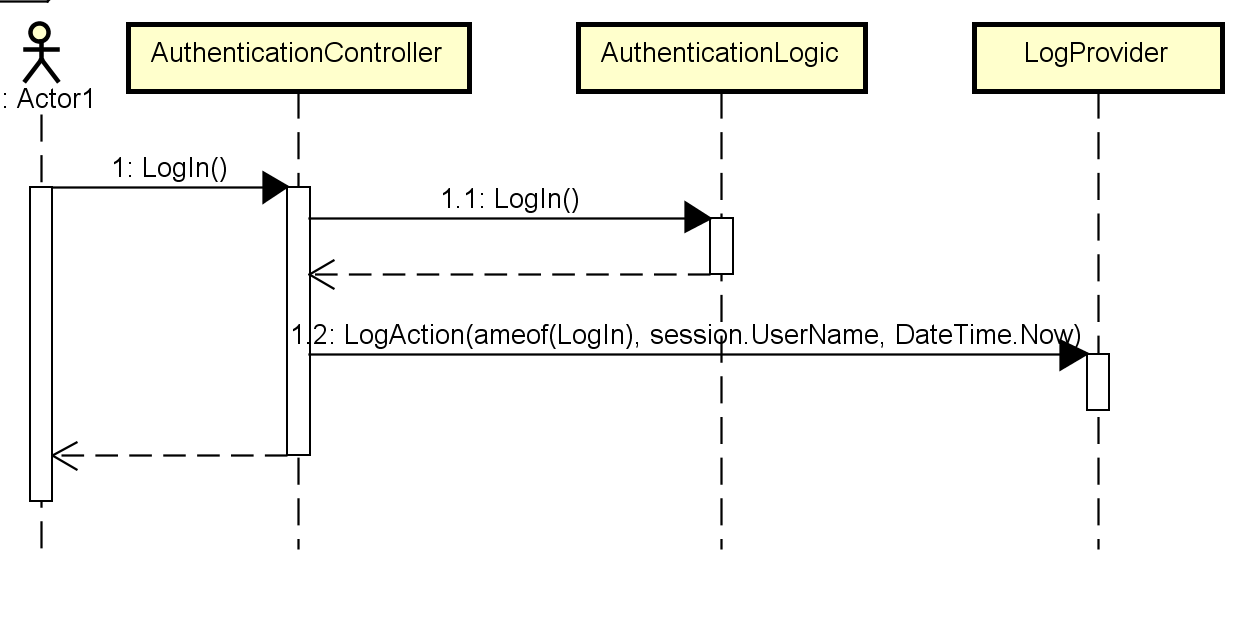 : Actor1
AuthenticationController
AuthenticationLogic
LogProvider
1: LogIn()
1.1: LogIn()
1.2: LogAction(ameof(LogIn), session.UserName, DateTime.Now)